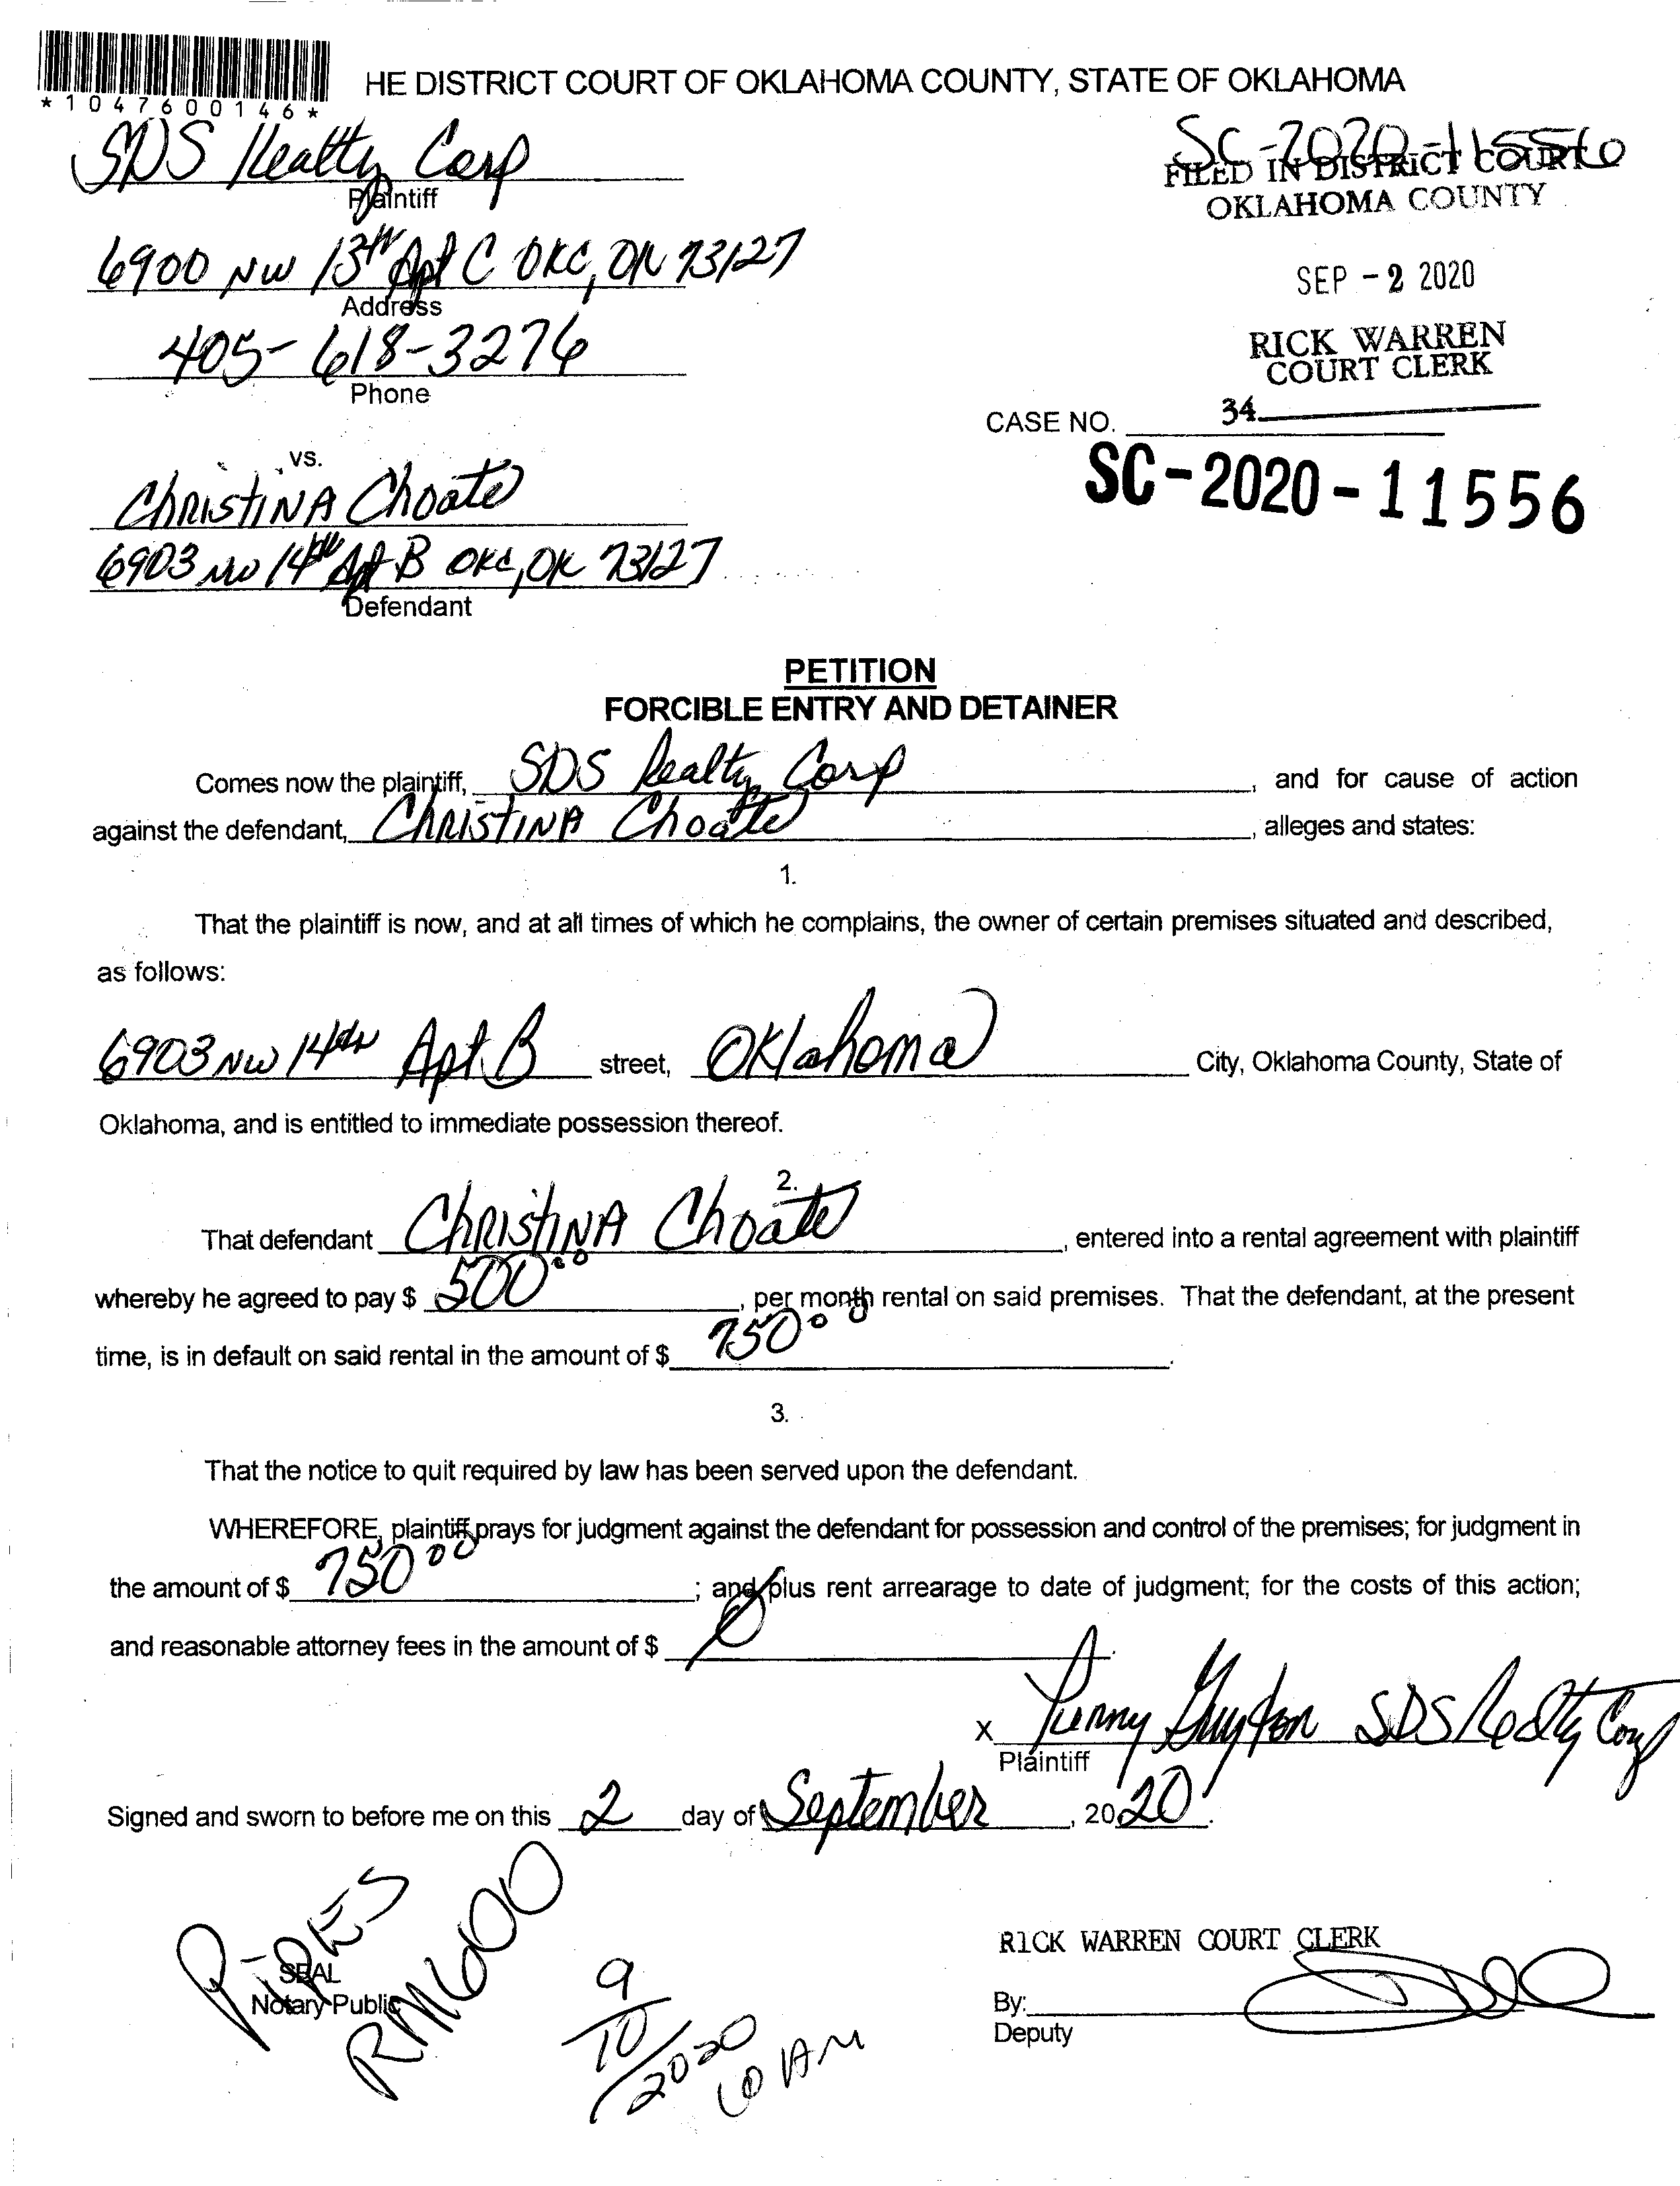 HE DISTRICT COURT OF OKLAHOMA COUNTY, STATE OF OKLAHOMA
*1047600146*
SDS Realty Corp
Plaintiff
SC-2020-11556
FILED IN DISTRICT COURT
OKLAHOMA COUNTY
6900 NW 13th Apt C OKC, OK 73127
Address
SEP - 2 2020
405-618-3276
Phone
RICK WARREN
COURT CLERK
34
CASE NO.
vs.
SC-2020-11556
Christina Choate
6903 NW 14th Apt B OKC, OK 73127
Defendant
PETITION
FORCIBLE ENTRY AND DETAINER
Comes now the plaintiff, SDS Realty Corp, and for cause of action
against the defendant, Christina Choate, alleges and states:
1.
That the plaintiff is now, and at all times of which he complains, the owner of certain premises situated and described,
as follows:
6903 NW 14th Apt B street, Oklahoma City, Oklahoma County, State of
Oklahoma, and is entitled to immediate possession thereof.
2.
That defendant Christina Choate, entered into a rental agreement with plaintiff
whereby he agreed to pay $ 500.00, per month rental on said premises. That the defendant, at the present
time, is in default on said rental in the amount of $ 750.00.
3.
That the notice to quit required by law has been served upon the defendant.
WHEREFORE, plaintiff prays for judgment against the defendant for possession and control of the premises; for judgment in
the amount of $ 750.00; and plus rent arrearage to date of judgment; for the costs of this action;
and reasonable attorney fees in the amount of $ 0.
X Penny Guyton SDS Realty Corp
Plaintiff
Signed and sworn to before me on this 2 day of September, 2020.
Pipkes
RM600
SEAL
Notary Public
9/10/2020
10 AM
RICK WARREN COURT CLERK
By:
Deputy